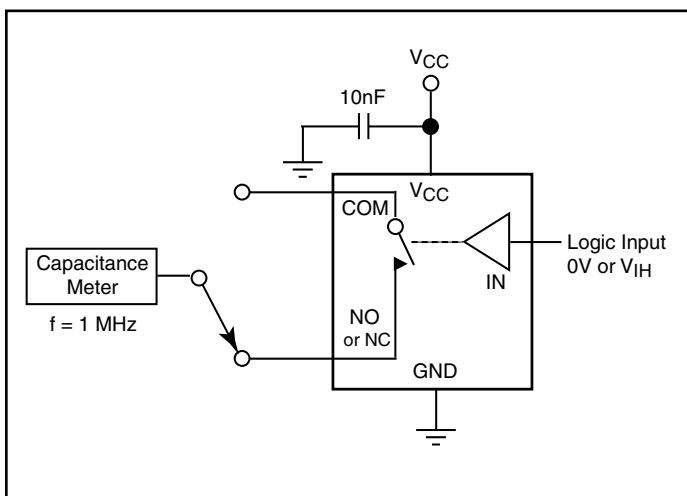 VCC
10nF
VCC
COM
Capacitance
Meter
f = 1 MHz
Logic Input
0V or VIH
IN
NO
or NC
GND